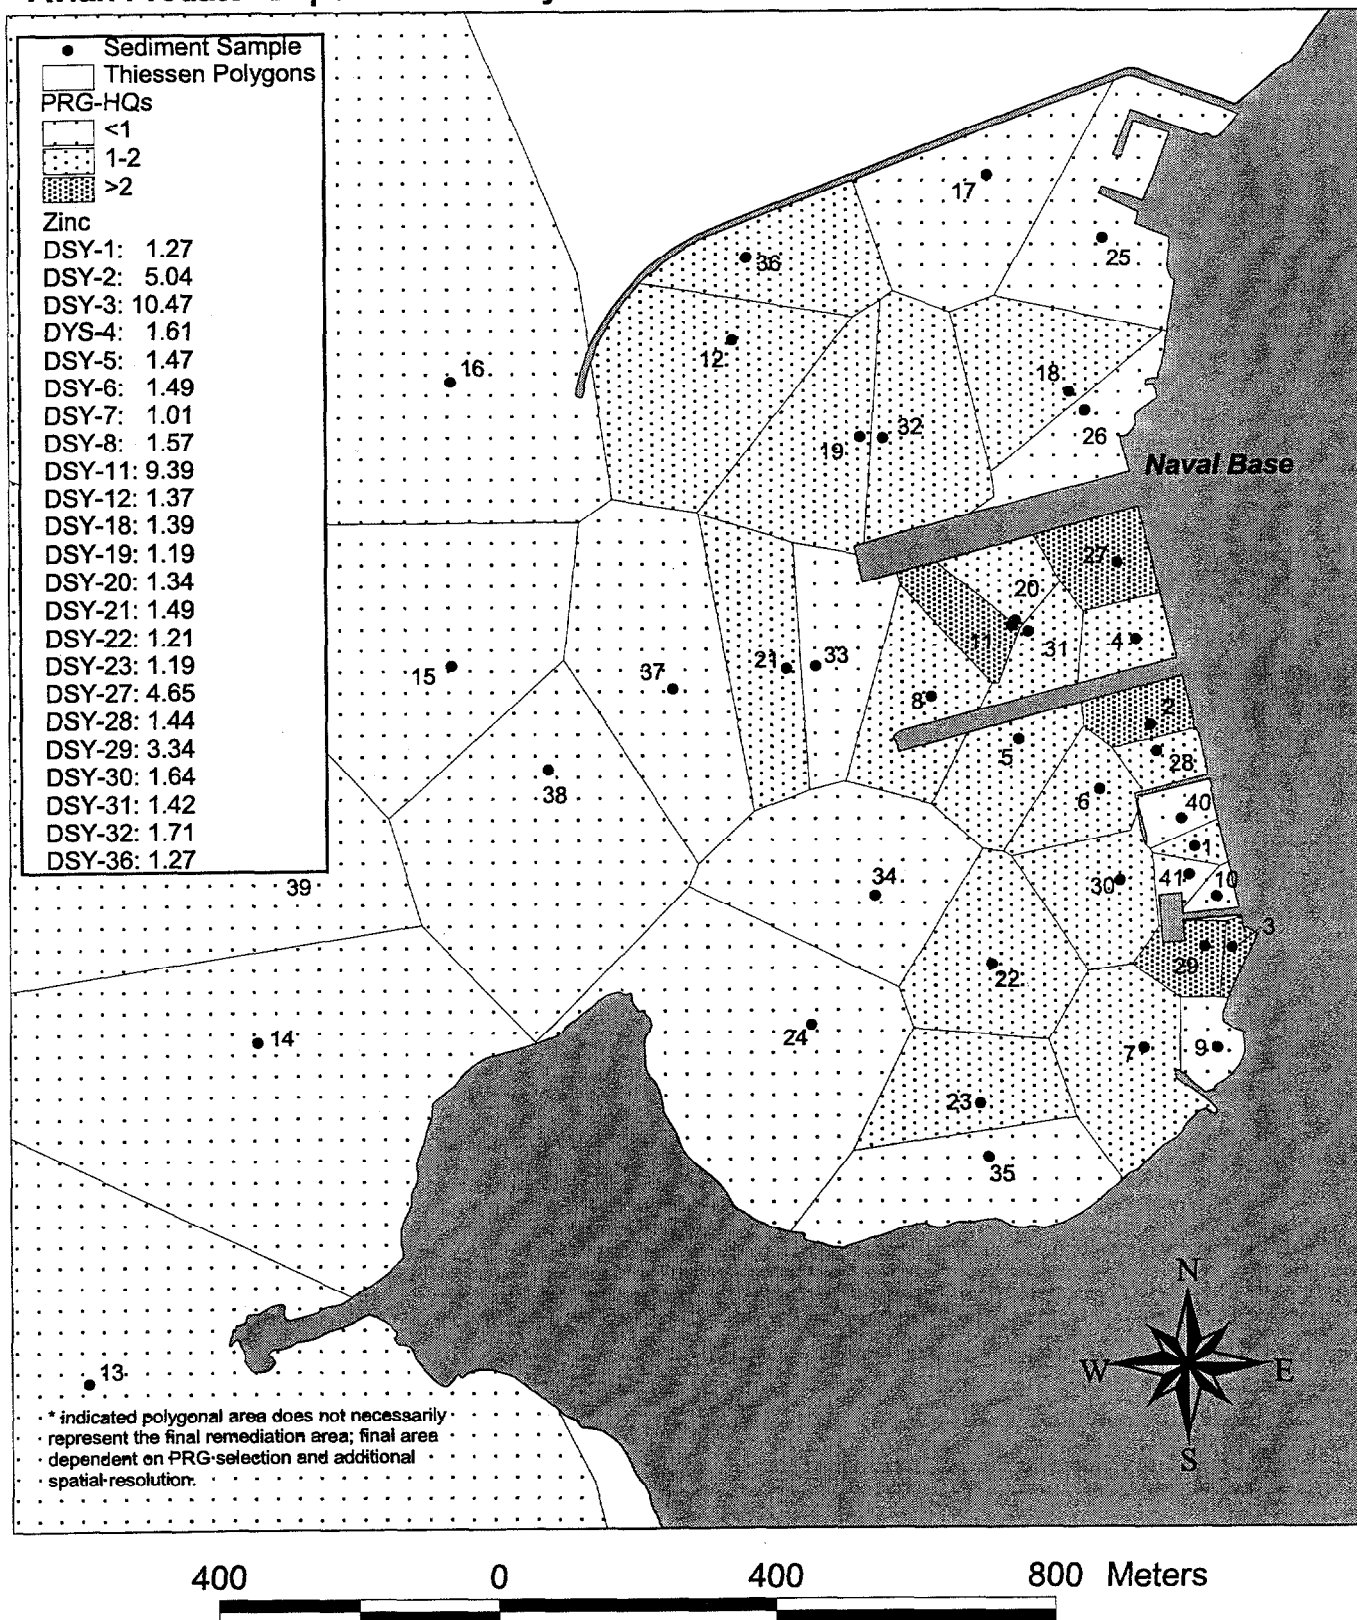 Sediment Sample
Thiessen Polygons
PRG-HQs
<1
1-2
>2
Zinc
DSY-1: 1.27
DSY-2: 5.04
DSY-3: 10.47
DYS-4: 1.61
DSY-5: 1.47
DSY-6: 1.49
DSY-7: 1.01
DSY-8: 1.57
DSY-11: 9.39
DSY-12: 1.37
DSY-18: 1.39
DSY-19: 1.19
DSY-20: 1.34
DSY-21: 1.49
DSY-22: 1.21
DSY-23: 1.19
DSY-27: 4.65
DSY-28: 1.44
DSY-29: 3.34
DSY-30: 1.64
DSY-31: 1.42
DSY-32: 1.71
DSY-36: 1.27
17
25
36
12
16
18
26
19
32
Naval Base
27
20
11
31
4
15
37
21
33
8
2
5
28
38
6
40
1
34
30
41
10
39
3
29
22
14
24
7
9
23
35
13
N
W
E
S
* indicated polygonal area does not necessarily
represent the final remediation area; final area
dependent on PRG selection and additional
spatial resolution.
400 0 400 800 Meters